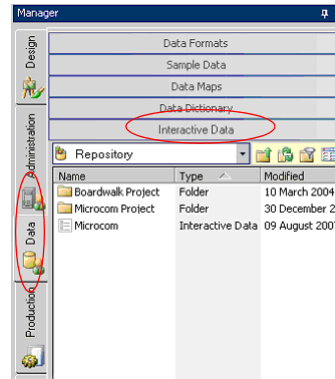 Manager
Design
Administration
Data
Production
Data Formats
Sample Data
Data Maps
Data Dictionary
Interactive Data
Repository
Name Type Modified
Boardwalk Project Folder 10 March 2004
Microcom Project Folder 30 December 2
Microcom Interactive Data 09 August 2007